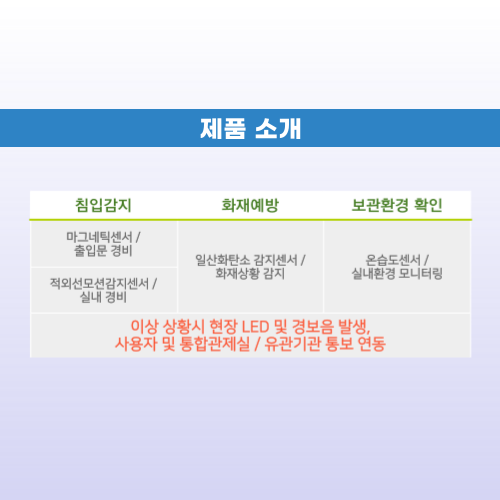 제품 소개
침입감지
화재예방
보관환경 확인
마그네틱센서 /
출입문 경비
적외선모션감지센서 /
실내 경비
일산화탄소 감지센서 /
화재상황 감지
온습도센서 /
실내환경 모니터링
이상 상황시 현장 LED 및 경보음 발생,
사용자 및 통합관제실 / 유관기관 통보 연동